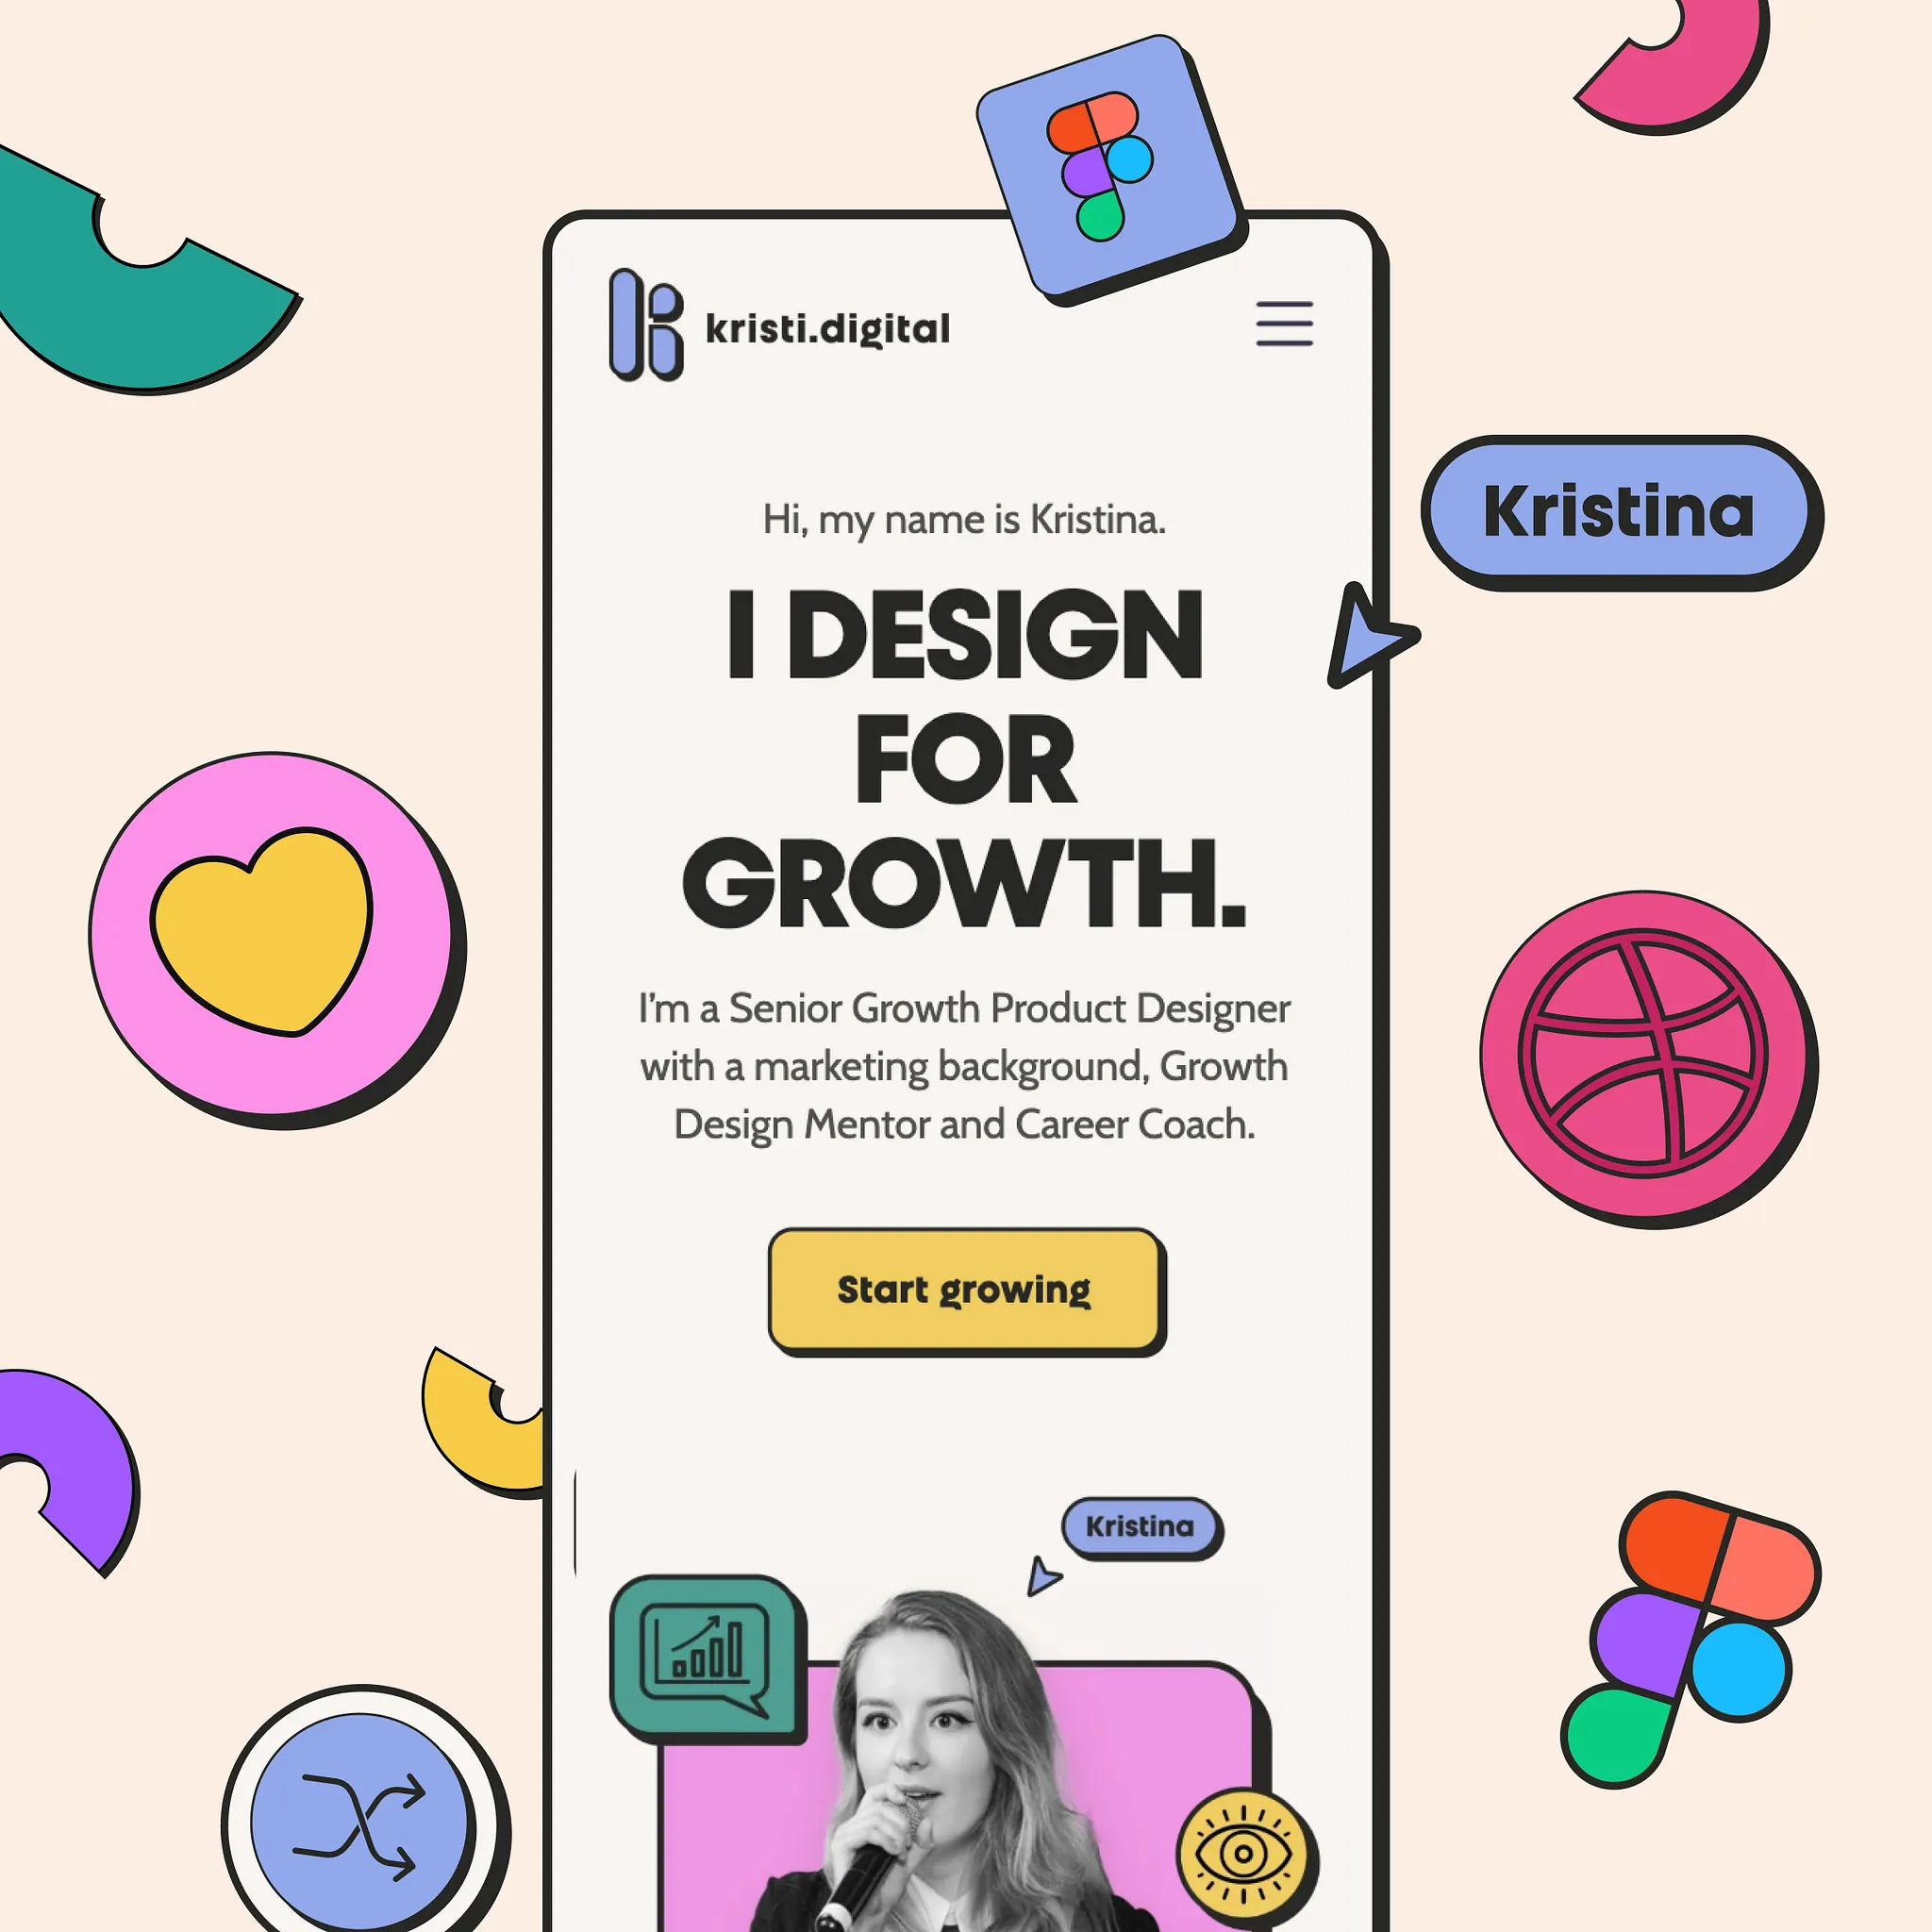 kristi.digital
Kristina
Hi, my name is Kristina.
I DESIGN
FOR
GROWTH.
I'm a Senior Growth Product Designer
with a marketing background, Growth
Design Mentor and Career Coach.
Start growing
Kristina